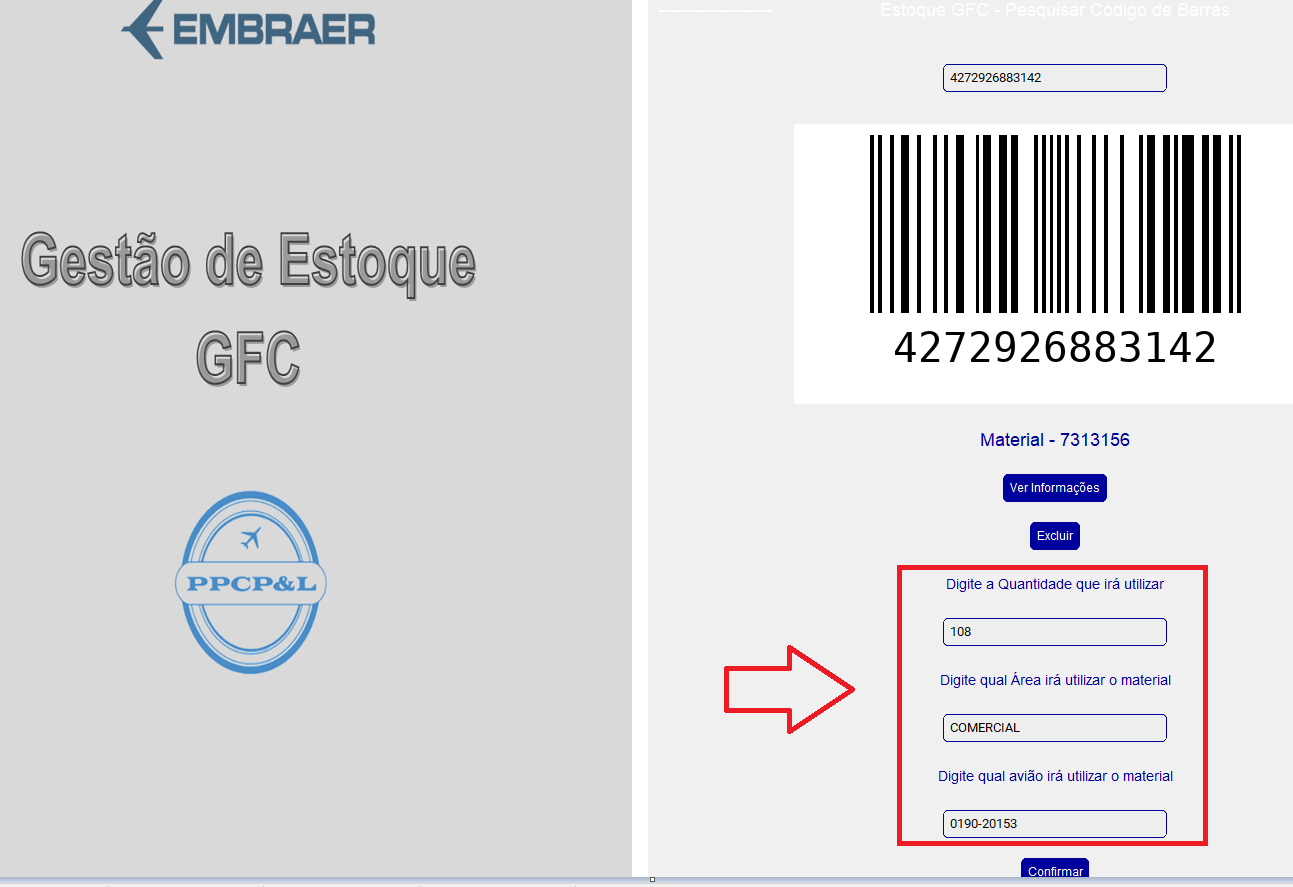 EMBRAER
Gestão de Estoque
GFC
PPCP&L
-------------------
Estoque GFC - Pesquisar Código de Barras
4272926883142
4272926883142
Material - 7313156
Ver Informações
Excluir
Digite a Quantidade que irá utilizar
108
Digite qual Área irá utilizar o material
COMERCIAL
Digite qual avião irá utilizar o material
0190-20153
Confirmar